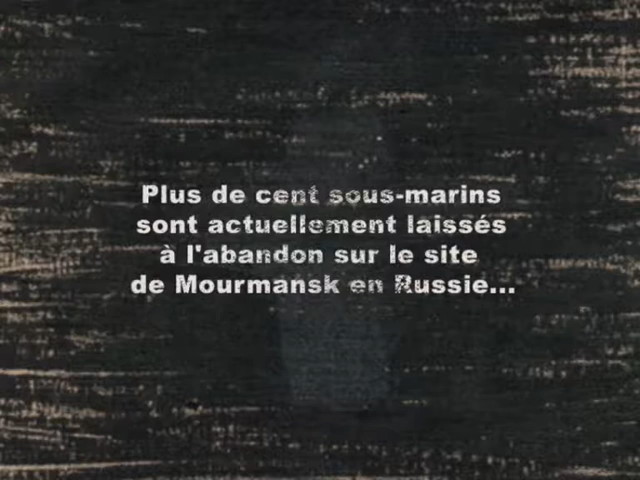 Plus de cent sous-marins
sont actuellement laissés
à l'abandon sur le site
de Mourmansk en Russie...